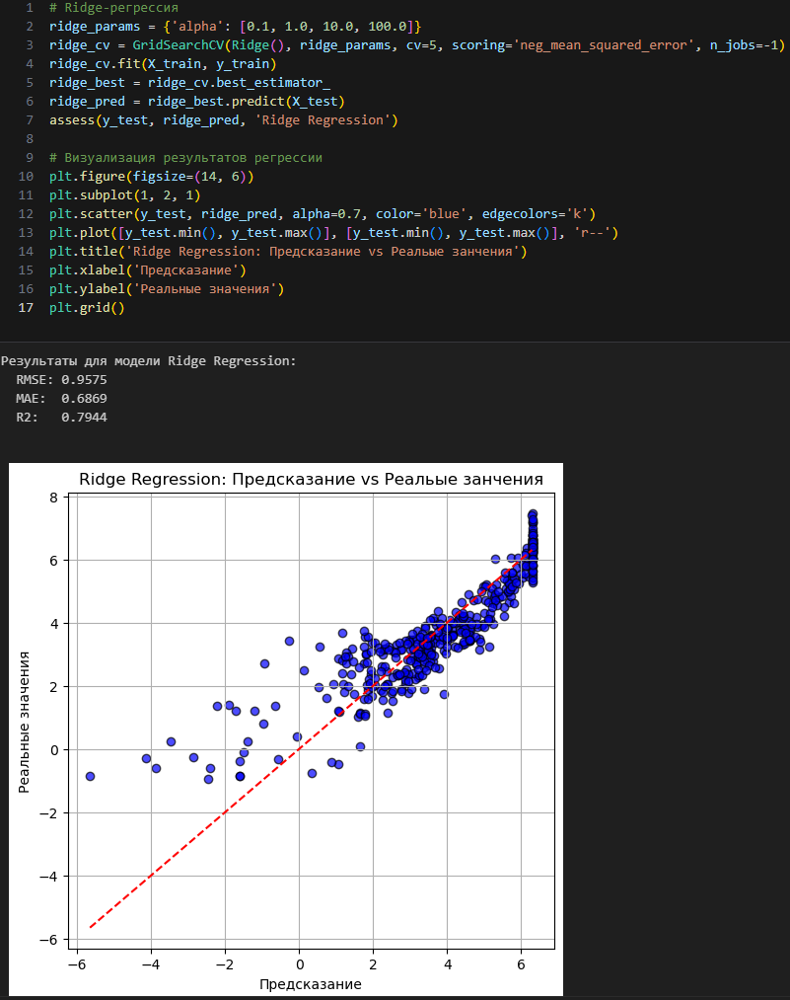 1 # Ridge-регрессия
2 ridge_params = {'alpha': [0.1, 1.0, 10.0, 100.0]}
3 ridge_cv = GridSearchCV(Ridge(), ridge_params, cv=5, scoring='neg_mean_squared_error', n_jobs=-1)
4 ridge_cv.fit(X_train, y_train)
5 ridge_best = ridge_cv.best_estimator_
6 ridge_pred = ridge_best.predict(X_test)
7 assess(y_test, ridge_pred, 'Ridge Regression')
8
9 # Визуализация результатов регрессии
10 plt.figure(figsize=(14, 6))
11 plt.subplot(1, 2, 1)
12 plt.scatter(y_test, ridge_pred, alpha=0.7, color='blue', edgecolors='k')
13 plt.plot([y_test.min(), y_test.max()], [y_test.min(), y_test.max()], 'r--')
14 plt.title('Ridge Regression: Предсказание vs Реальые занчения')
15 plt.xlabel('Предсказание')
16 plt.ylabel('Реальные значения')
17 plt.grid()
Результаты для модели Ridge Regression:
RMSE: 0.9575
MAE: 0.6869
R2: 0.7944
Ridge Regression: Предсказание vs Реальые занчения
8
6
4
2
0
−2
−4
−6
Реальные значения
−6 −4 −2 0 2 4 6
Предсказание